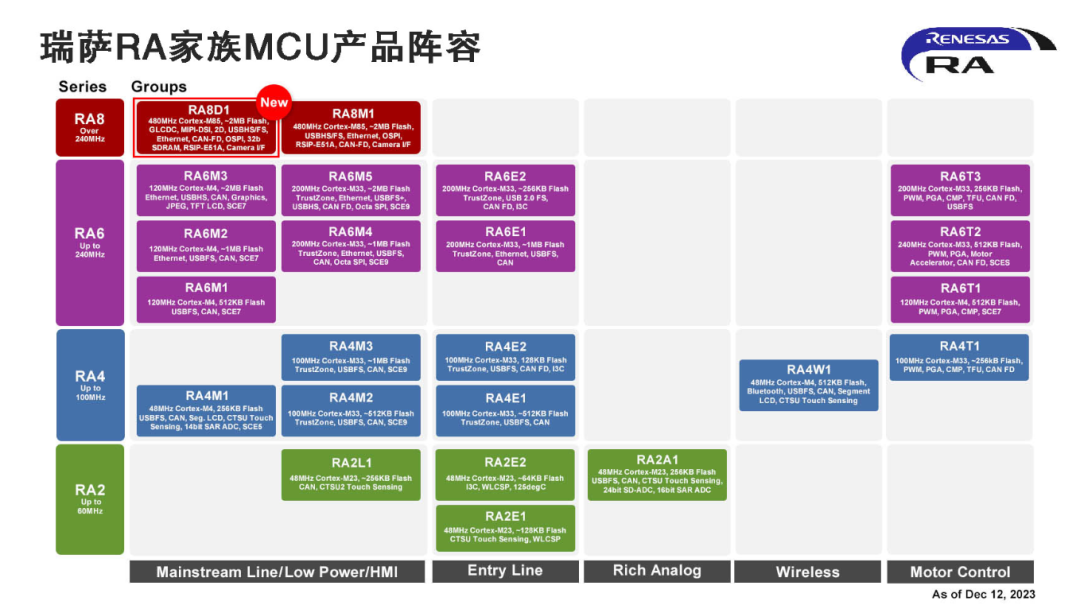 瑞萨RA家族MCU产品阵容
RENESAS
RA
Series
Groups
RA8
Over
240MHz
RA8D1
480MHz Cortex-M85, ~2MB Flash,
GLCDC, MIPI-DSI, 2D, USBHS/FS,
Ethernet, CAN-FD, OSPI, 32b
SDRAM, RSIP-E51A, Camera I/F
New
RA8M1
480MHz Cortex-M85, ~2MB Flash,
USBHS/FS, Ethernet, OSPI,
RSIP-E51A, CAN-FD, Camera I/F
RA6
Up to
240MHz
RA6M3
120MHz Cortex-M4, ~2MB Flash
Ethernet, USBHS, CAN, Graphics,
JPEG, TFT LCD, SCE7
RA6M5
200MHz Cortex-M33, ~2MB Flash
TrustZone, Ethernet, USBFS+,
USBHS, CAN FD, Octa SPI, SCE9
RA6E2
200MHz Cortex-M33, ~256KB Flash
TrustZone, USB 2.0 FS,
CAN FD, I3C
RA6T3
200MHz Cortex-M33, 256KB Flash,
PWM, PGA, CMP, TFU, CAN FD,
USBFS
RA6M2
120MHz Cortex-M4, ~1MB Flash
Ethernet, USBFS, CAN, SCE7
RA6M4
200MHz Cortex-M33, ~1MB Flash
TrustZone, Ethernet, USBFS,
CAN, Octa SPI, SCE9
RA6E1
200MHz Cortex-M33, ~1MB Flash
TrustZone, Ethernet, USBFS,
CAN
RA6T2
240MHz Cortex-M33, 512KB Flash,
PWM, PGA, Motor
Accelerator, CAN FD, SCE5
RA6M1
120MHz Cortex-M4, 512KB Flash
USBFS, CAN, SCE7
RA6T1
120MHz Cortex-M4, 512KB Flash,
PWM, PGA, CMP, SCE7
RA4
Up to
100MHz
RA4M3
100MHz Cortex-M33, ~1MB Flash
TrustZone, USBFS, CAN, SCE9
RA4E2
100MHz Cortex-M33, 128KB Flash
TrustZone, USBFS, CAN FD, I3C
RA4W1
48MHz Cortex-M4, 512KB Flash,
Bluetooth, USBFS, CAN, Segment
LCD, CTSU Touch Sensing
RA4T1
100MHz Cortex-M33, ~256kB Flash,
PWM, PGA, CMP, TFU, CAN FD
RA4M1
48MHz Cortex-M4, 256KB Flash
USBFS, CAN, Seg. LCD, CTSU Touch
Sensing, 14bit SAR ADC, SCE5
RA4M2
100MHz Cortex-M33, ~512KB Flash
TrustZone, USBFS, CAN, SCE9
RA4E1
100MHz Cortex-M33, ~512KB Flash
TrustZone, USBFS, CAN
RA2
Up to
60MHz
RA2L1
48MHz Cortex-M23, ~256KB Flash
CAN, CTSU2 Touch Sensing
RA2E2
48MHz Cortex-M23, ~64KB Flash
I3C, WLCSP, 125degC
RA2A1
48MHz Cortex-M23, 256KB Flash
USBFS, CAN, CTSU Touch Sensing,
24bit SD-ADC, 16bit SAR ADC
RA2E1
48MHz Cortex-M23, ~128KB Flash
CTSU Touch Sensing, WLCSP
Mainstream Line/Low Power/HMI
Entry Line
Rich Analog
Wireless
Motor Control
As of Dec 12, 2023